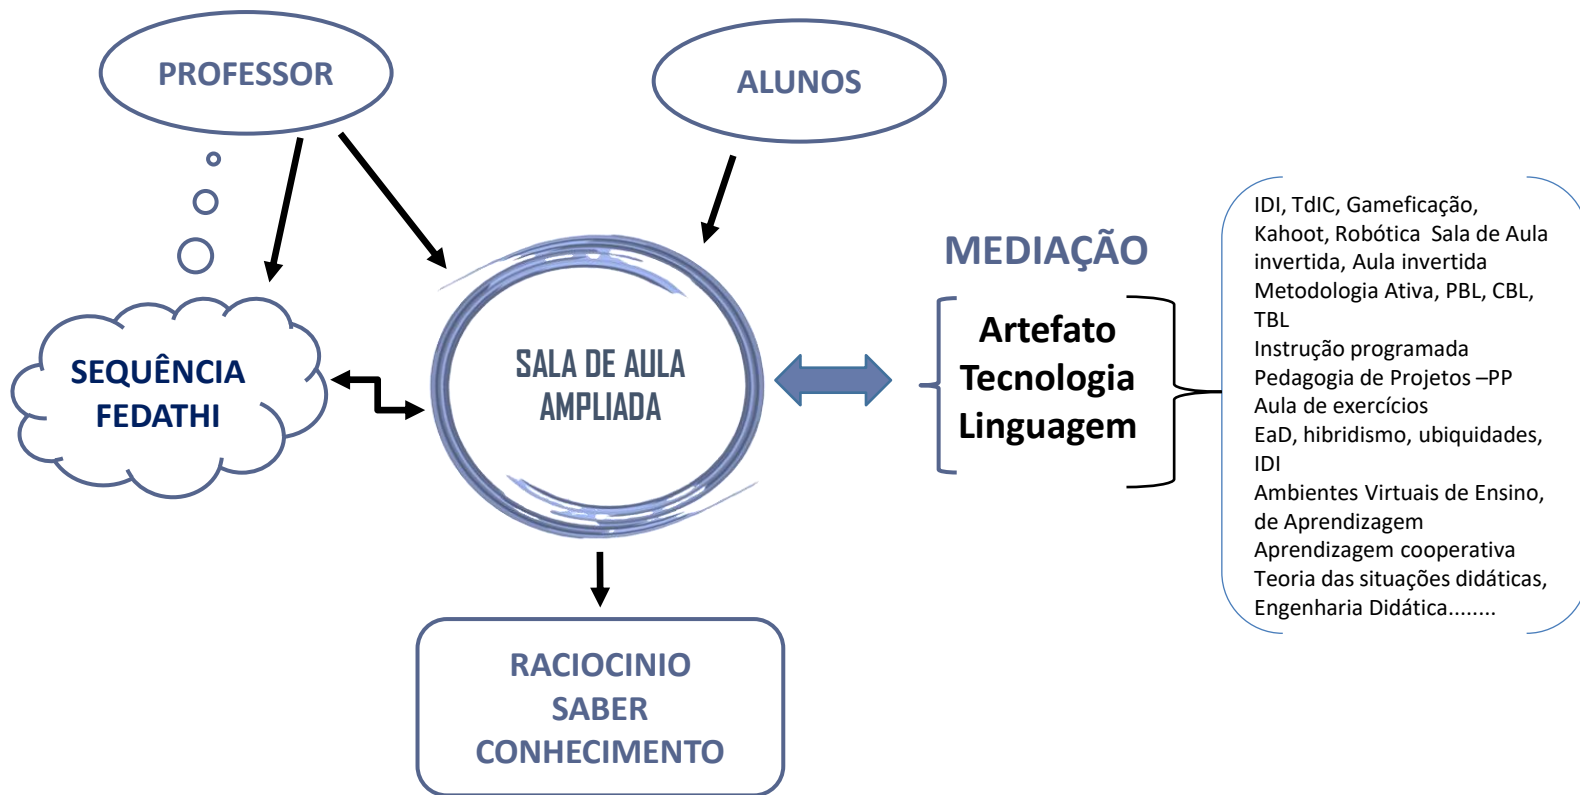 PROFESSOR
ALUNOS
SEQUÊNCIA
FEDATHI
SALA DE AULA
AMPLIADA
MEDIAÇÃO
Artefato
Tecnologia
Linguagem
IDI, TdIC, Gameficação,
Kahoot, Robótica Sala de Aula
invertida, Aula invertida
Metodologia Ativa, PBL, CBL,
TBL
Instrução programada
Pedagogia de Projetos –PP
Aula de exercícios
EaD, hibridismo, ubiquidades,
IDI
Ambientes Virtuais de Ensino,
de Aprendizagem
Aprendizagem cooperativa
Teoria das situações didáticas,
Engenharia Didática........
RACIOCINIO
SABER
CONHECIMENTO